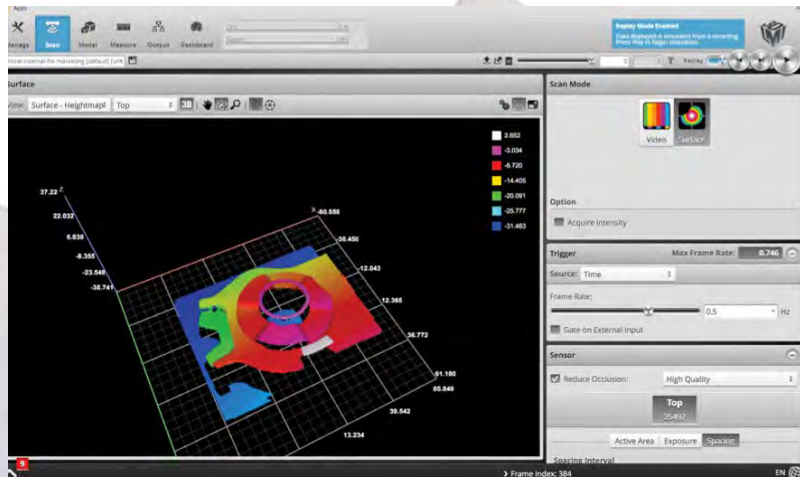 Apps
Manage
Scan
Model
Measure
Output
Dashboard
Replay Mode Enabled
Data displayed is simulated from a recording.
Press Play to begin simulation.
Replay
Surface
View:
Surface - Heightmap
Top
3D
2.652
-3.034
-8.720
-14.405
-20.091
-25.777
-31.463
37.22 Z
22.032
6.838
-8.355
-23.548
-38.741
X
-36.450
-12.043
12.365
36.772
61.180
65.849
39.542
13.234
Scan Mode
Video
Surface
Option
Acquire Intensity
Trigger
Max Frame Rate:
0.746
Source:
Time
Frame Rate:
0.5
Hz
Gate on External Input
Sensor
Reduce Occlusion:
High Quality
Top
Active Area
Exposure
Spacing
Spacing Interval
9
Frame Index: 384
EN